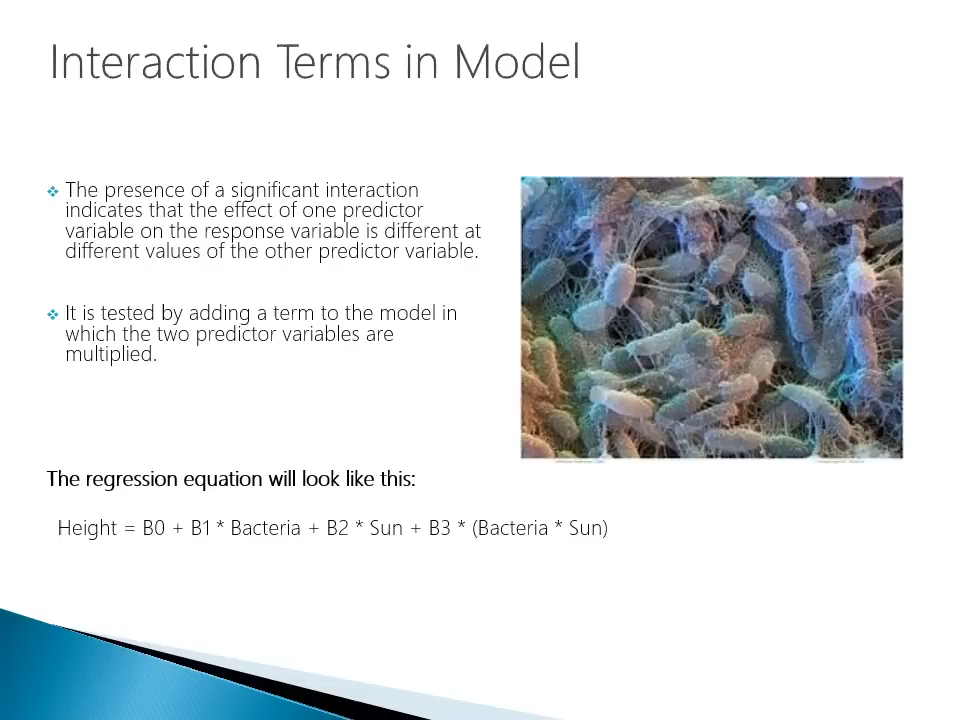 Interaction Terms in Model
The presence of a significant interaction
indicates that the effect of one predictor
variable on the response variable is different at
different values of the other predictor variable.
It is tested by adding a term to the model in
which the two predictor variables are
multiplied.
The regression equation will look like this:
Height = B0 + B1 * Bacteria + B2 * Sun + B3 * (Bacteria * Sun)